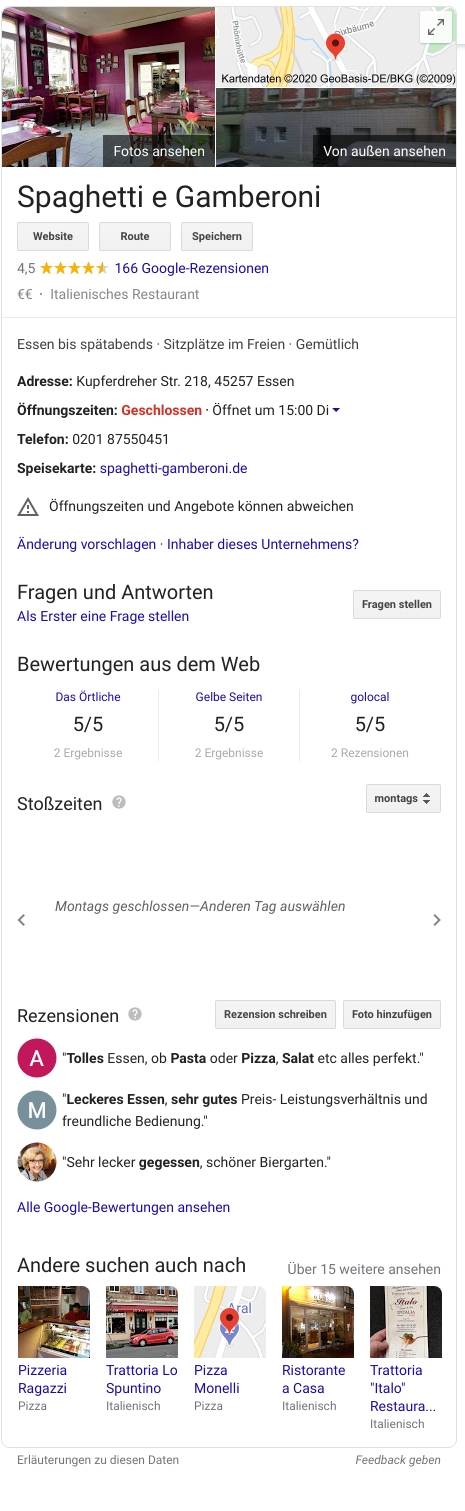 Phönixhütte
Dixbäume
Kartendaten ©2020 GeoBasis-DE/BKG (©2009)
Fotos ansehen
Von außen ansehen
Spaghetti e Gamberoni
Website
Route
Speichern
4,5
166 Google-Rezensionen
€€ · Italienisches Restaurant
Essen bis spätabends · Sitzplätze im Freien · Gemütlich
Adresse: Kupferdreher Str. 218, 45257 Essen
Öffnungszeiten: Geschlossen · Öffnet um 15:00 Di
Telefon: 0201 87550451
Speisekarte: spaghetti-gamberoni.de
Öffnungszeiten und Angebote können abweichen
Änderung vorschlagen · Inhaber dieses Unternehmens?
Fragen und Antworten
Als Erster eine Frage stellen
Fragen stellen
Bewertungen aus dem Web
Das Örtliche
Gelbe Seiten
golocal
5/5
5/5
5/5
2 Ergebnisse
2 Ergebnisse
2 Rezensionen
Stoßzeiten ?
montags
Montags geschlossen—Anderen Tag auswählen
Rezensionen ?
Rezension schreiben
Foto hinzufügen
A
"Tolles Essen, ob Pasta oder Pizza, Salat etc alles perfekt."
M
"Leckeres Essen, sehr gutes Preis- Leistungsverhältnis und
freundliche Bedienung."
"Sehr lecker gegessen, schöner Biergarten."
Alle Google-Bewertungen ansehen
Andere suchen auch nach
Über 15 weitere ansehen
Aral
Italo
Pizzeria
Ragazzi
Pizza
Trattoria Lo
Spuntino
Italienisch
Pizza
Monelli
Pizza
Ristorante
a Casa
Italienisch
Trattoria
"Italo"
Restaura...
Italienisch
Erläuterungen zu diesen Daten
Feedback geben